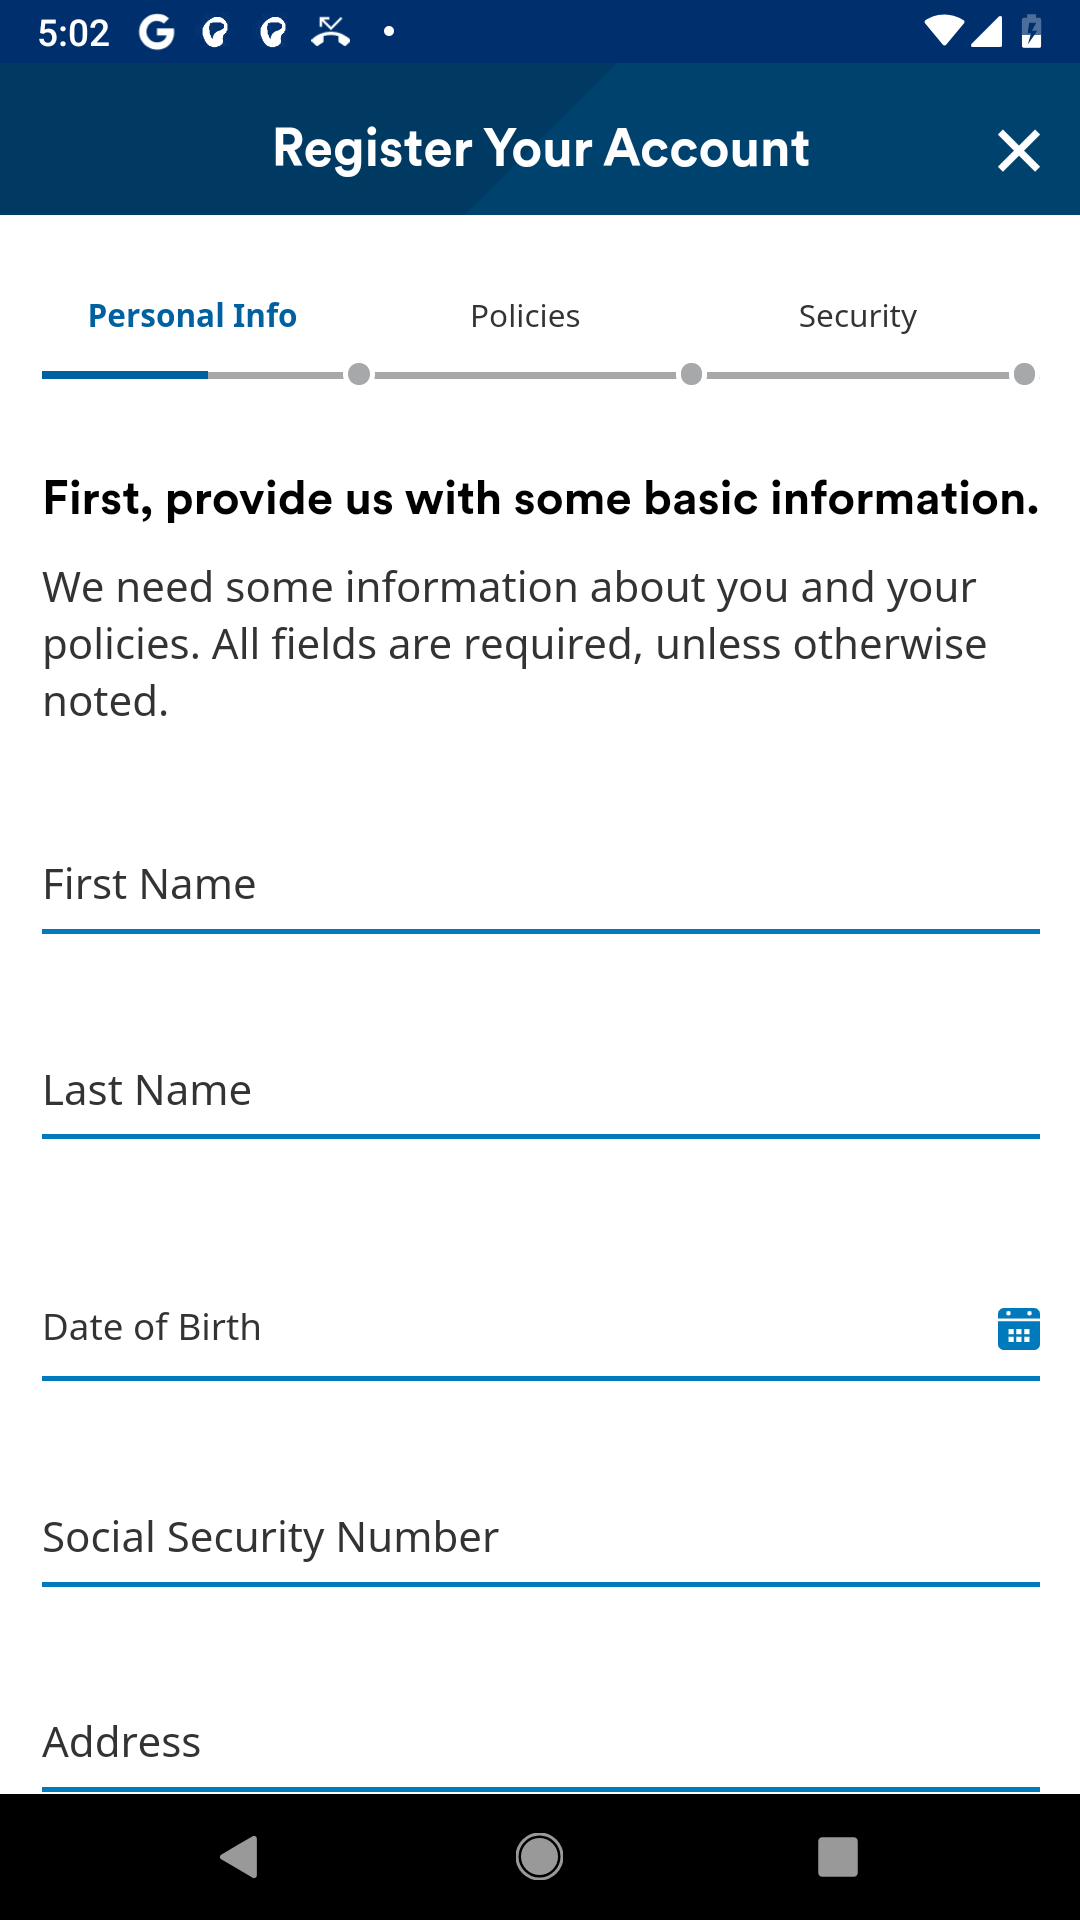 5:02
Register Your Account
Personal Info
Policies
Security
First, provide us with some basic information.
We need some information about you and your
policies. All fields are required, unless otherwise
noted.
First Name
Last Name
Date of Birth
Social Security Number
Address